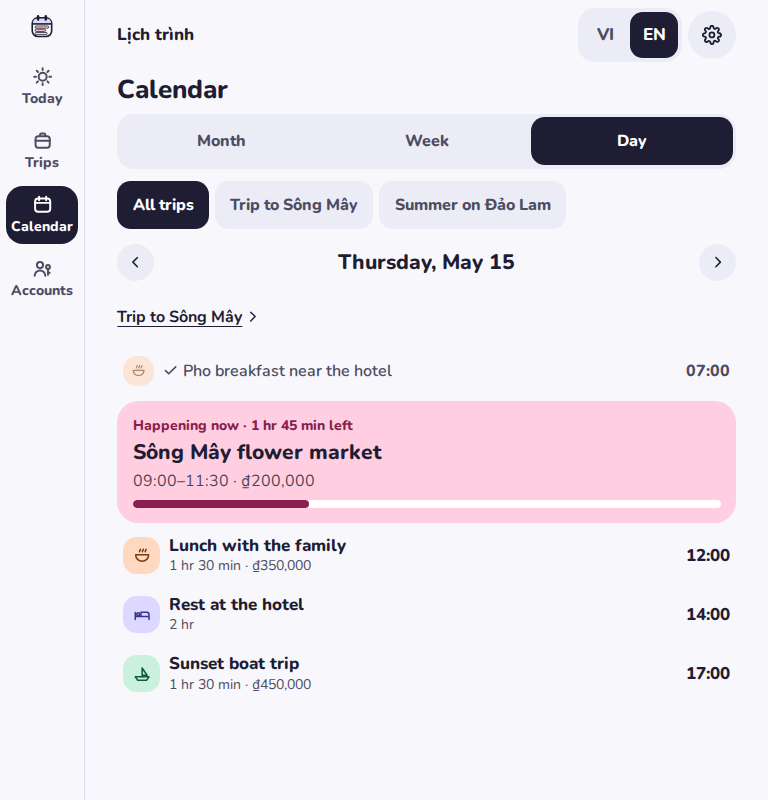 Lịch trình
VI
EN
Today
Trips
Calendar
Accounts
Calendar
Month
Week
Day
All trips
Trip to Sông Mây
Summer on Đảo Lam
Thursday, May 15
Trip to Sông Mây
Pho breakfast near the hotel
07:00
Happening now · 1 hr 45 min left
Sông Mây flower market
09:00–11:30 · ₫200,000
Lunch with the family
1 hr 30 min · ₫350,000
12:00
Rest at the hotel
2 hr
14:00
Sunset boat trip
1 hr 30 min · ₫450,000
17:00